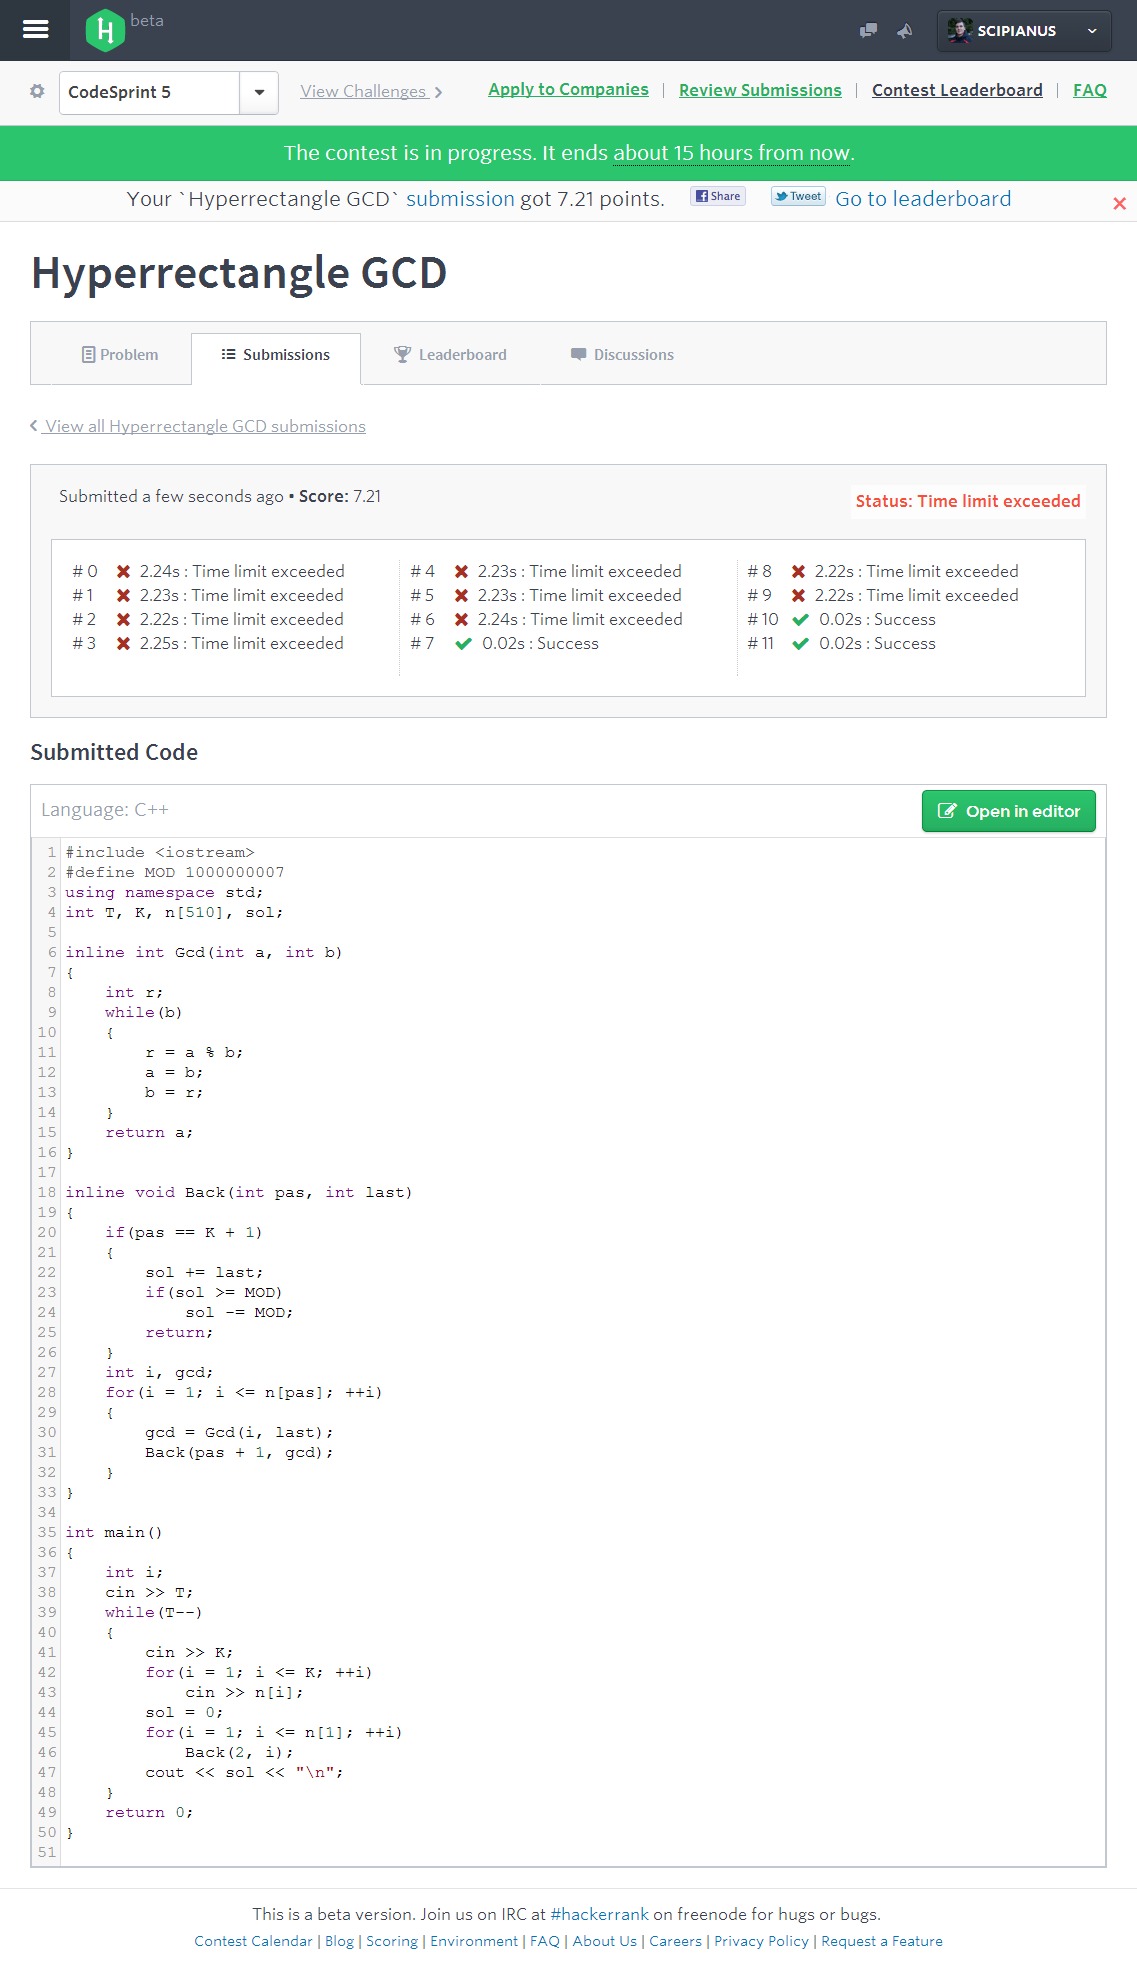 beta
SCIPIANUS
CodeSprint 5
View Challenges >
Apply to Companies | Review Submissions | Contest Leaderboard | FAQ
The contest is in progress. It ends about 15 hours from now.
Your `Hyperrectangle GCD` submission got 7.21 points. Share Tweet Go to leaderboard
Hyperrectangle GCD
Problem Submissions Leaderboard Discussions
View all Hyperrectangle GCD submissions
Submitted a few seconds ago • Score: 7.21
Status: Time limit exceeded
# 0 2.24s : Time limit exceeded
# 1 2.23s : Time limit exceeded
# 2 2.22s : Time limit exceeded
# 3 2.25s : Time limit exceeded
# 4 2.23s : Time limit exceeded
# 5 2.23s : Time limit exceeded
# 6 2.24s : Time limit exceeded
# 7 0.02s : Success
# 8 2.22s : Time limit exceeded
# 9 2.22s : Time limit exceeded
# 10 0.02s : Success
# 11 0.02s : Success
Submitted Code
Language: C++
Open in editor
1 #include <iostream>
2 #define MOD 1000000007
3 using namespace std;
4 int T, K, n[510], sol;
5
6 inline int Gcd(int a, int b)
7 {
8     int r;
9     while(b)
10     {
11         r = a % b;
12         a = b;
13         b = r;
14     }
15     return a;
16 }
17
18 inline void Back(int pas, int last)
19 {
20     if(pas == K + 1)
21     {
22         sol += last;
23         if(sol >= MOD)
24             sol -= MOD;
25         return;
26     }
27     int i, gcd;
28     for(i = 1; i <= n[pas]; ++i)
29     {
30         gcd = Gcd(i, last);
31         Back(pas + 1, gcd);
32     }
33 }
34
35 int main()
36 {
37     int i;
38     cin >> T;
39     while(T--)
40     {
41         cin >> K;
42         for(i = 1; i <= K; ++i)
43             cin >> n[i];
44         sol = 0;
45         for(i = 1; i <= n[1]; ++i)
46             Back(2, i);
47         cout << sol << "\n";
48     }
49     return 0;
50 }
51
This is a beta version. Join us on IRC at #hackerrank on freenode for hugs or bugs.
Contest Calendar | Blog | Scoring | Environment | FAQ | About Us | Careers | Privacy Policy | Request a Feature